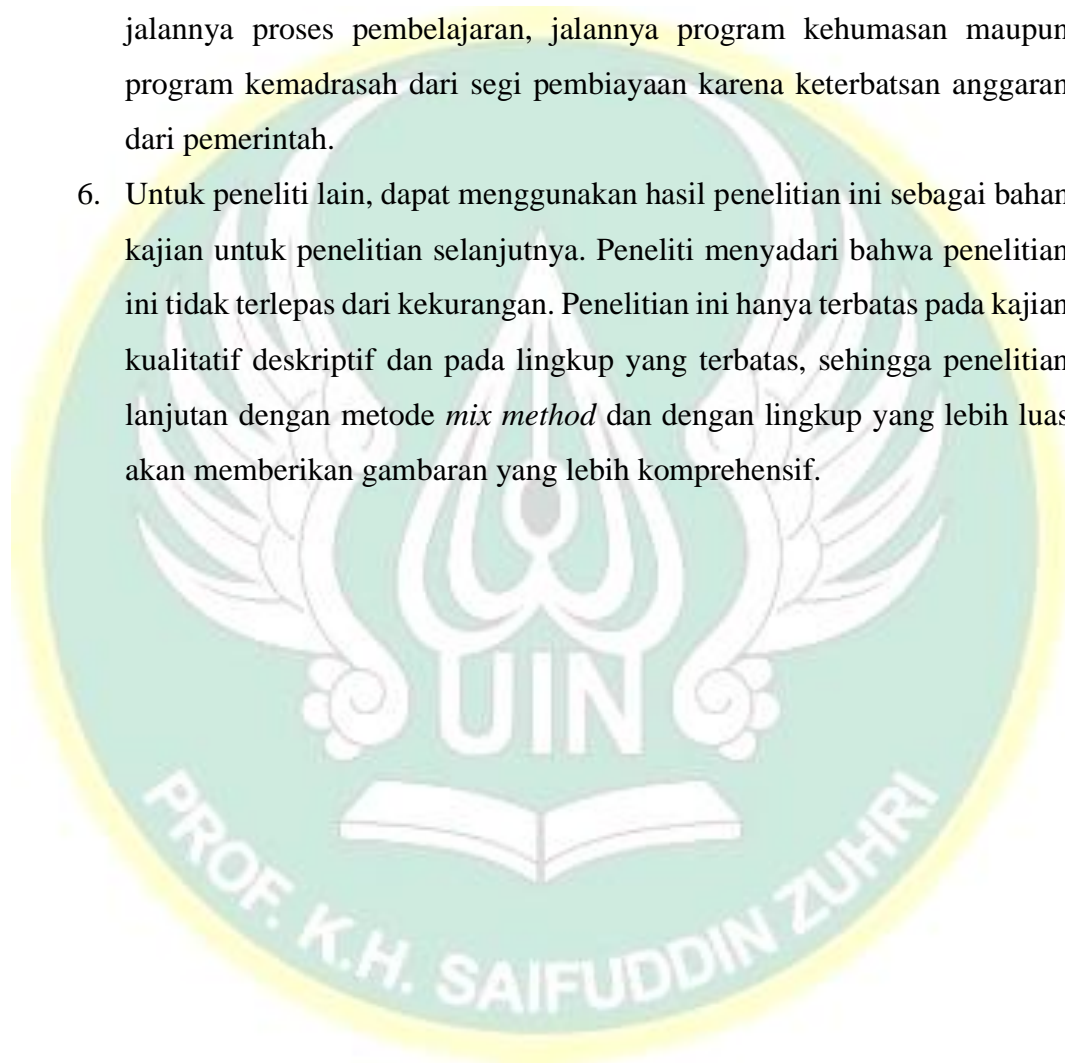 jalannya proses pembelajaran, jalannya program kehumasan maupun
program kemadrasah dari segi pembiayaan karena keterbatsan anggaran
dari pemerintah.
6. Untuk peneliti lain, dapat menggunakan hasil penelitian ini sebagai bahan
kajian untuk penelitian selanjutnya. Peneliti menyadari bahwa penelitian
ini tidak terlepas dari kekurangan. Penelitian ini hanya terbatas pada kajian
kualitatif deskriptif dan pada lingkup yang terbatas, sehingga penelitian
lanjutan dengan metode mix method dan dengan lingkup yang lebih luas
akan memberikan gambaran yang lebih komprehensif.
UIN
PROF. K.H. SAIFUDDIN ZUHRI